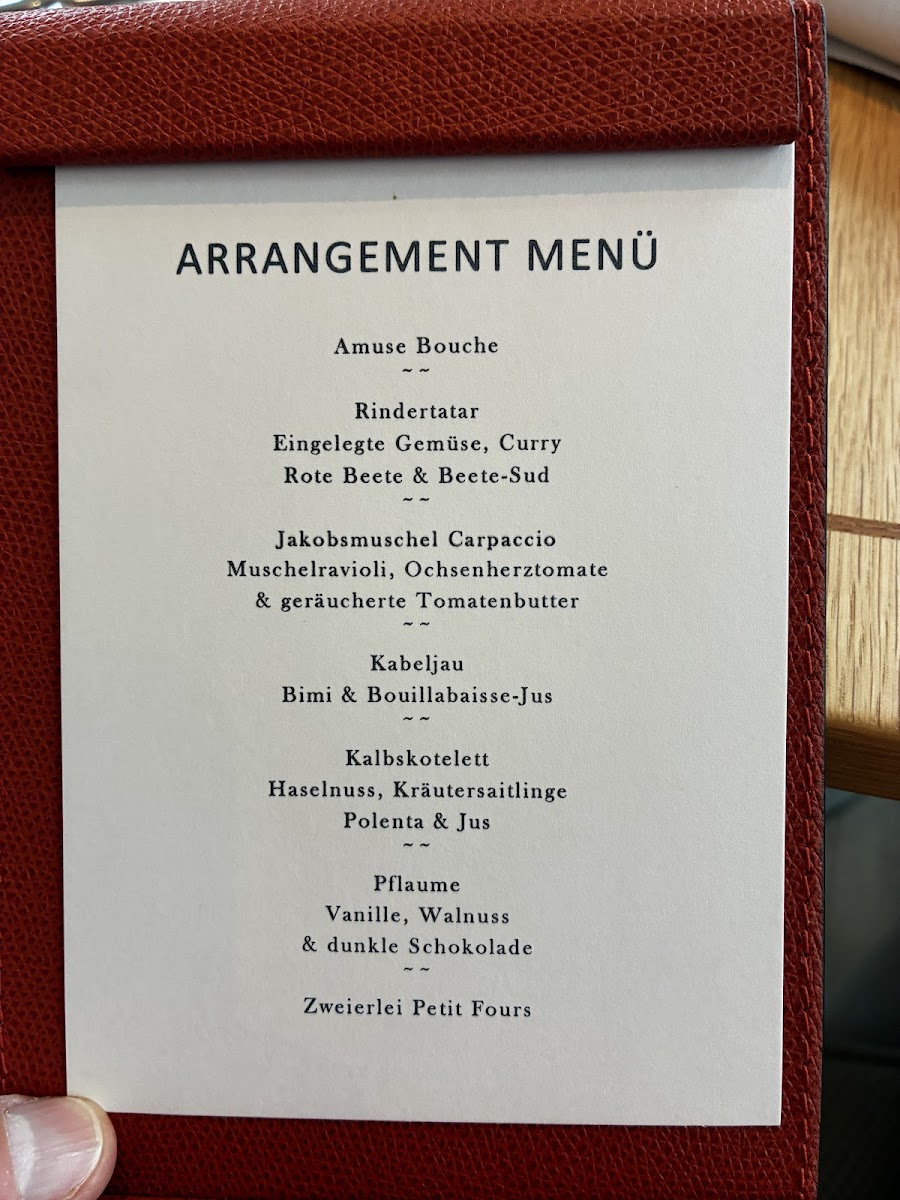 ARRANGEMENT MENÜ
Amuse Bouche
~ ~
Rindertatar
Eingelegte Gemüse, Curry
Rote Beete & Beete-Sud
~ ~
Jakobsmuschel Carpaccio
Muschelravioli, Ochsenherztomate
& geräucherte Tomatenbutter
~ ~
Kabeljau
Bimi & Bouillabaisse-Jus
~ ~
Kalbskotelett
Haselnuss, Kräutersaitlinge
Polenta & Jus
~ ~
Pflaume
Vanille, Walnuss
& dunkle Schokolade
~ ~
Zweierlei Petit Fours